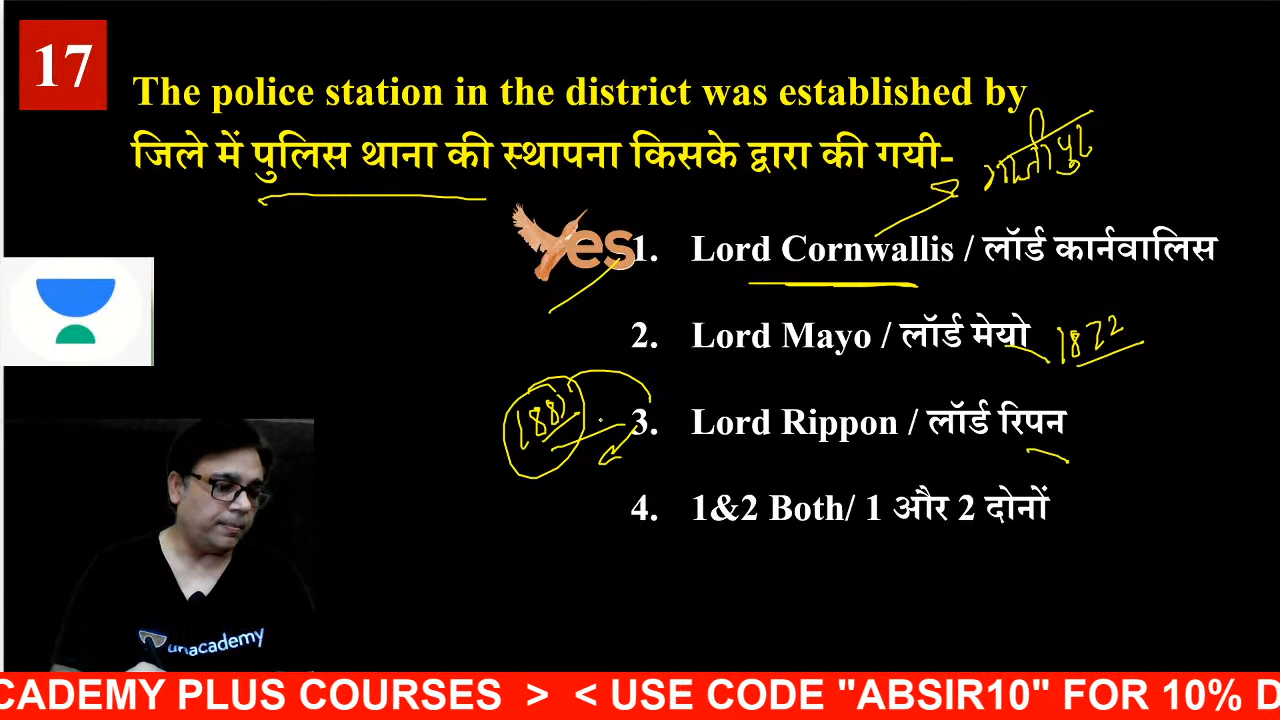 17
The police station in the district was established by
जिले में पुलिस थाना की स्थापना किसके द्वारा की गयी-
गाजीपुर
Yes
1. Lord Cornwallis / लॉर्ड कार्नवालिस
2. Lord Mayo / लॉर्ड मेयो 1872
1881
3. Lord Rippon / लॉर्ड रिपन
4. 1&2 Both/ 1 और 2 दोनों
unacademy
CADEMY PLUS COURSES > < USE CODE "ABSIR10" FOR 10% D